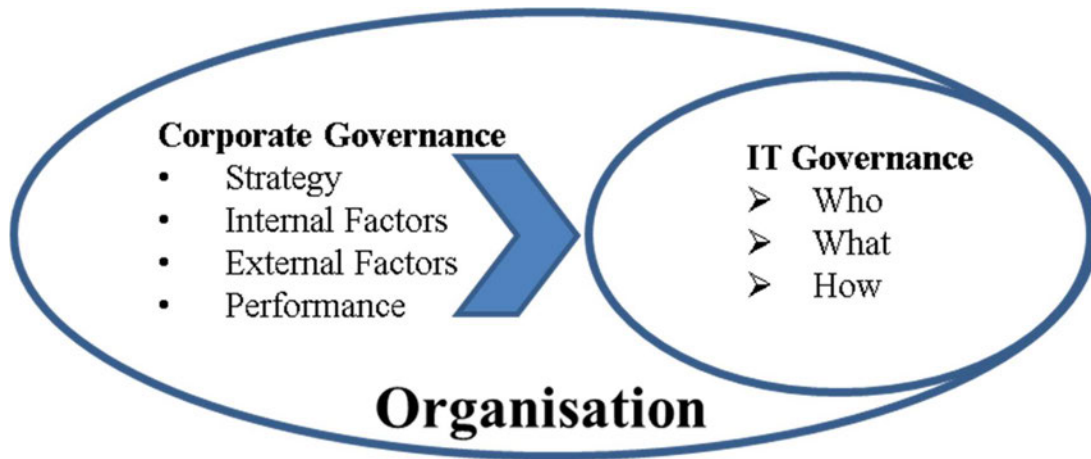 Corporate Governance
• Strategy
• Internal Factors
• External Factors
• Performance
IT Governance
➢ Who
➢ What
➢ How
Organisation